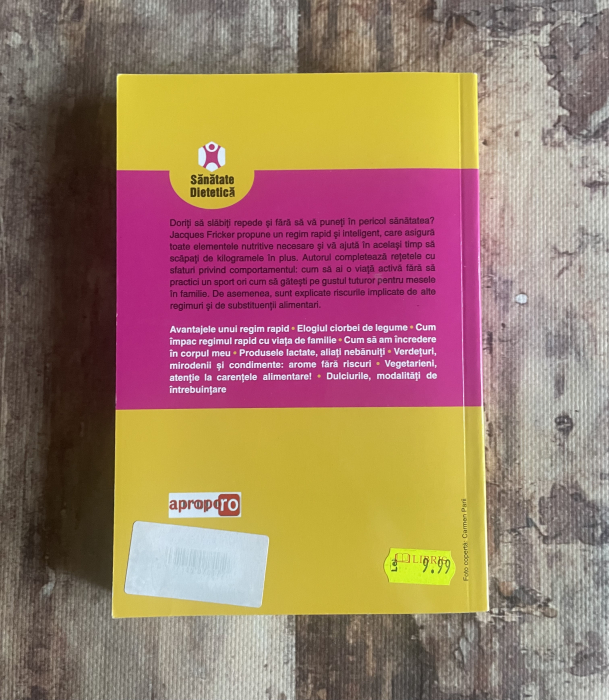 Sănătate
Dietetică
Doriți să slăbiți repede și fără să vă puneți în pericol sănătatea?
Jacques Fricker propune un regim rapid și inteligent, care asigură
toate elementele nutritive necesare și vă ajută în același timp să
scăpați de kilogramele în plus. Autorul completează rețetele cu
sfaturi privind comportamentul: cum să ai o viață activă fără să
practici un sport ori cum să gătești pe gustul tuturor pentru mesele
în familie. De asemenea, sunt explicate riscurile implicate de alte
regimuri și de substituenții alimentari.
Avantajele unui regim rapid • Elogiul ciorbei de legume • Cum
împac regimul rapid cu viața de familie • Cum să am încredere
în corpul meu • Produsele lactate, aliați nebănuiți • Verdețuri,
mirodenii și condimente: arome fără riscuri • Vegetarieni,
atenție la carențele alimentare! • Dulciurile, modalități de
întrebuințare
apropo.ro
LIBRIS
Lei 9.99
Foto copertă: Carmen Parii